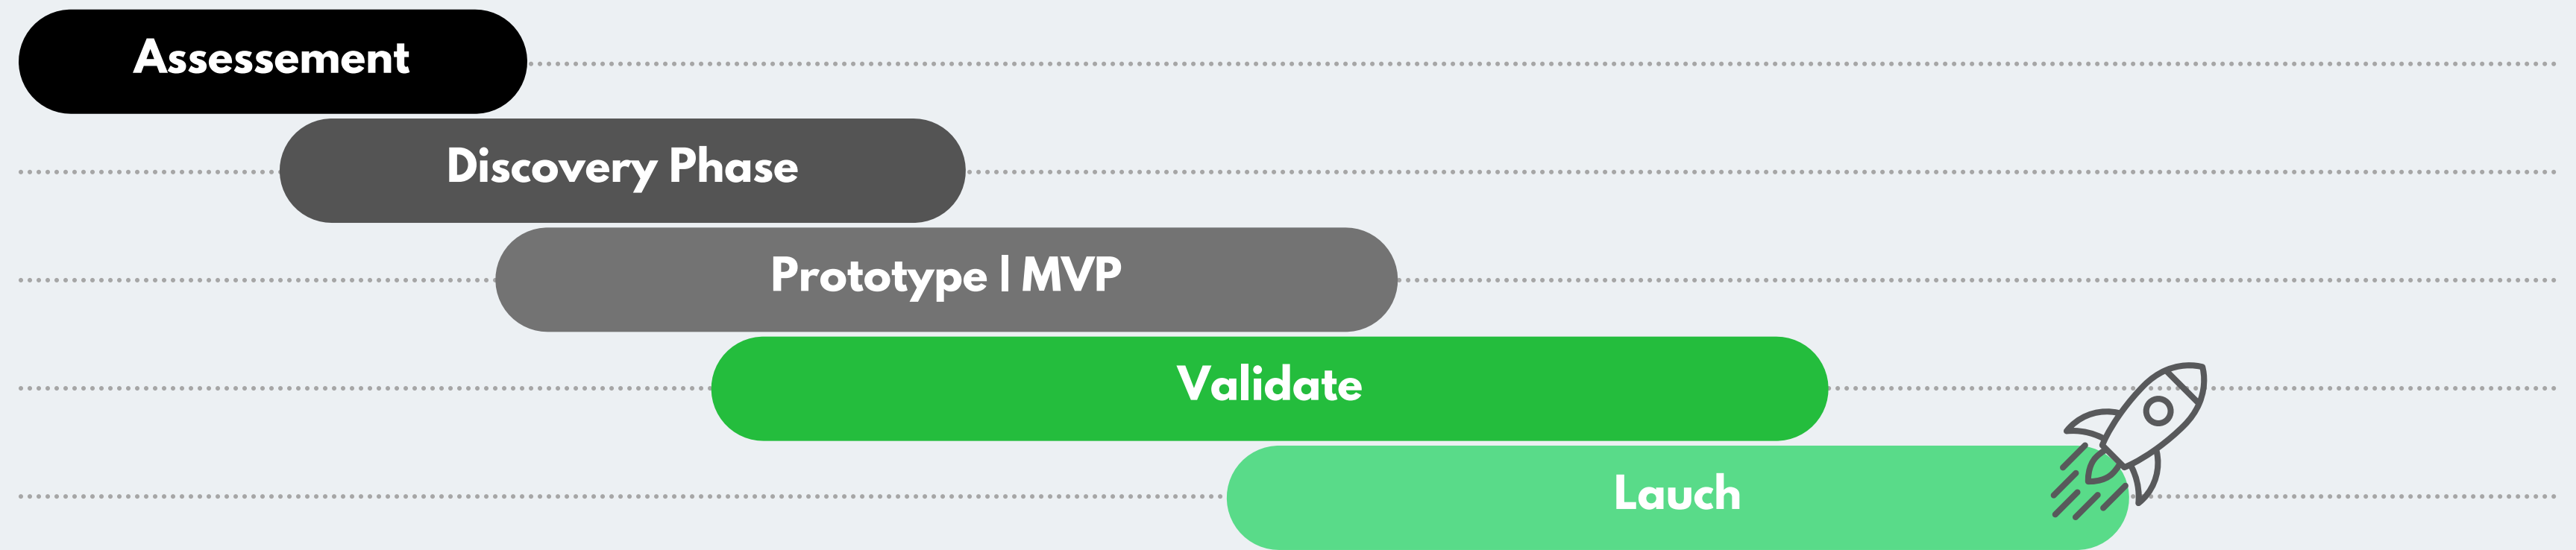 Assessement
Discovery Phase
Prototype | MVP
Validate
Lauch